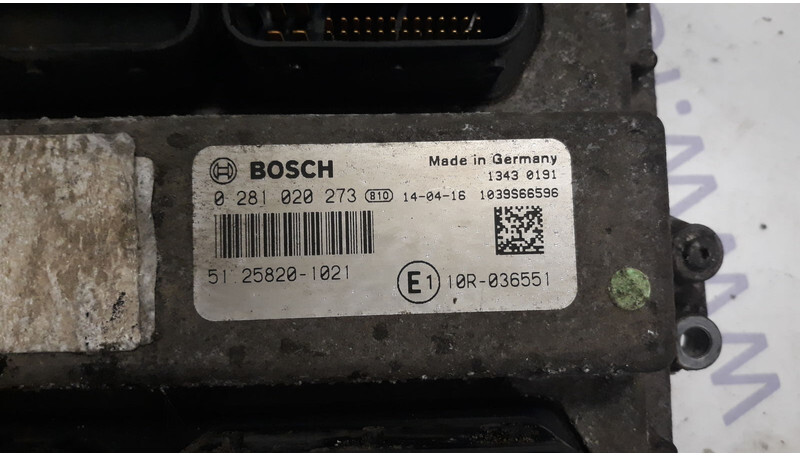 BOSCH
Made in Germany
1343 0191
0 281 020 273 B10 14-04-16 1039S66596
51 25820-1021
E1 10R-036551